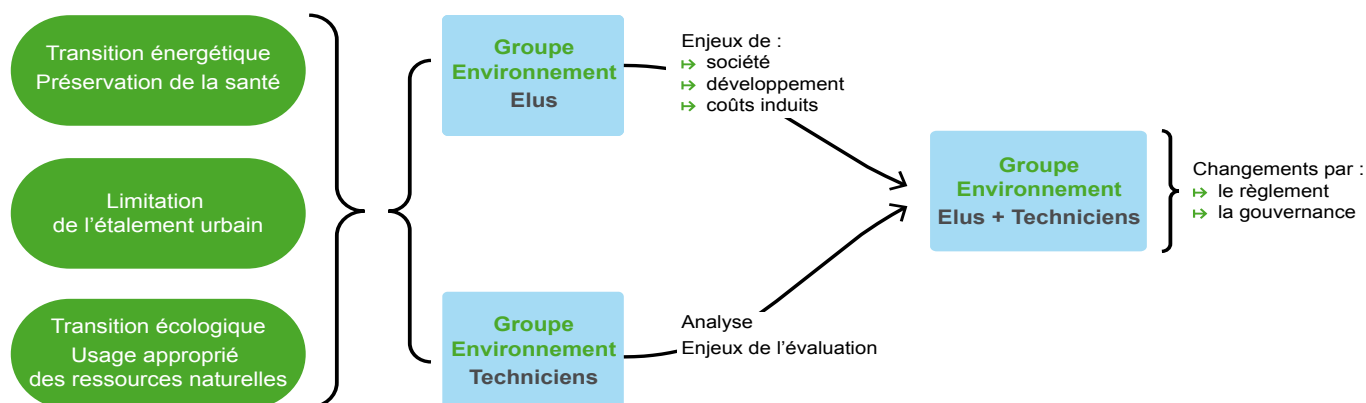 Transition énergétique
Préservation de la santé
Limitation
de l’étalement urbain
Transition écologique
Usage approprié
des ressources naturelles
Groupe
Environnement
Elus
Enjeux de :
↦ société
↦ développement
↦ coûts induits
Groupe
Environnement
Techniciens
Analyse
Enjeux de l’évaluation
Groupe
Environnement
Elus + Techniciens
Changements par :
↦ le règlement
↦ la gouvernance